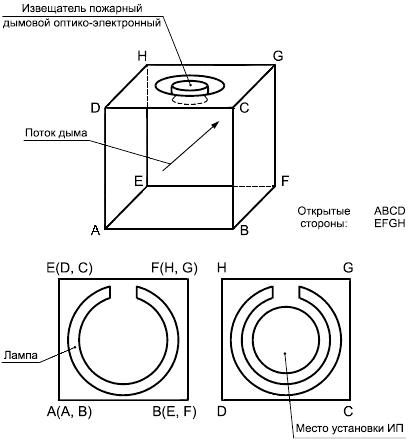 Извещатель пожарный
дымовой оптико-электронный
H
G
D
C
Поток дыма
E
F
A
B
Открытые ABCD
стороны: EFGH
E(D, C) F(H, G)
H G
Лампа
A(A, B) B(E, F)
D C
Место установки ИП